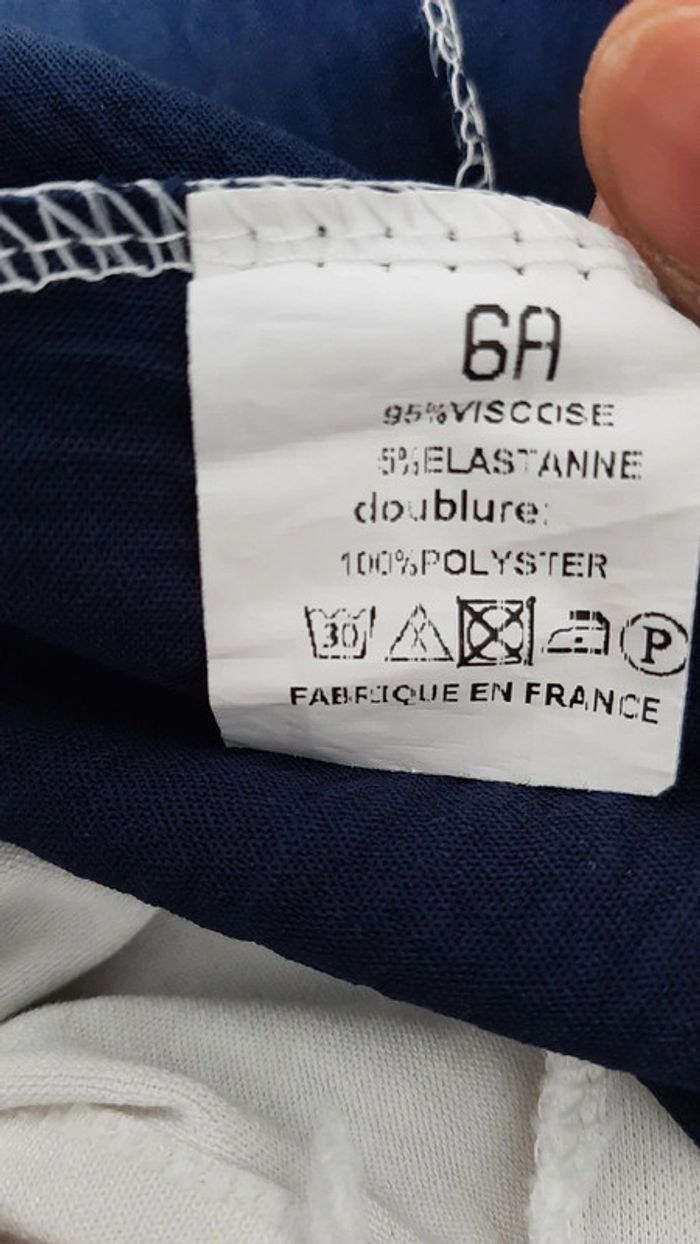 6A
95%VISCOSE
5%ELASTANNE
doublure:
100%POLYSTER
30 P
FABRIQUE EN FRANCE